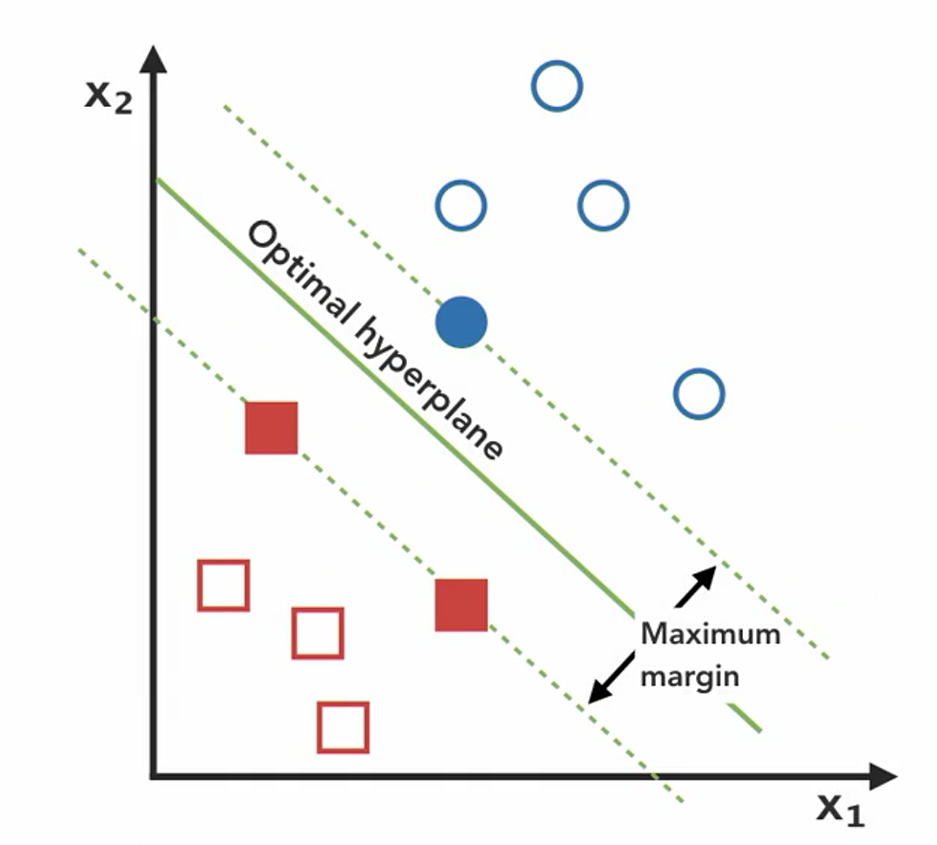 x₂
Optimal hyperplane
Maximum
margin
x₁